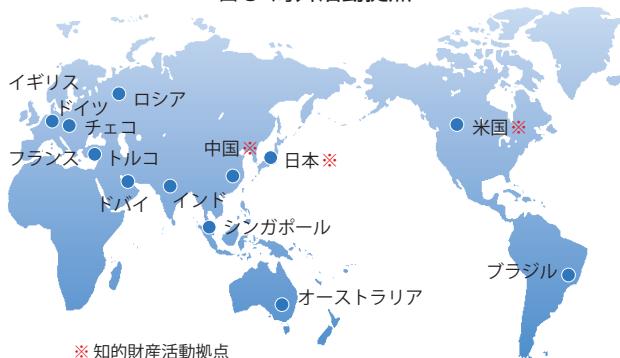 イギリス
ドイツ
ロシア
チェコ
フランス
トルコ
中国※
日本※
米国※
ドバイ
インド
シンガポール
ブラジル
オーストラリア
※ 知的財産活動拠点